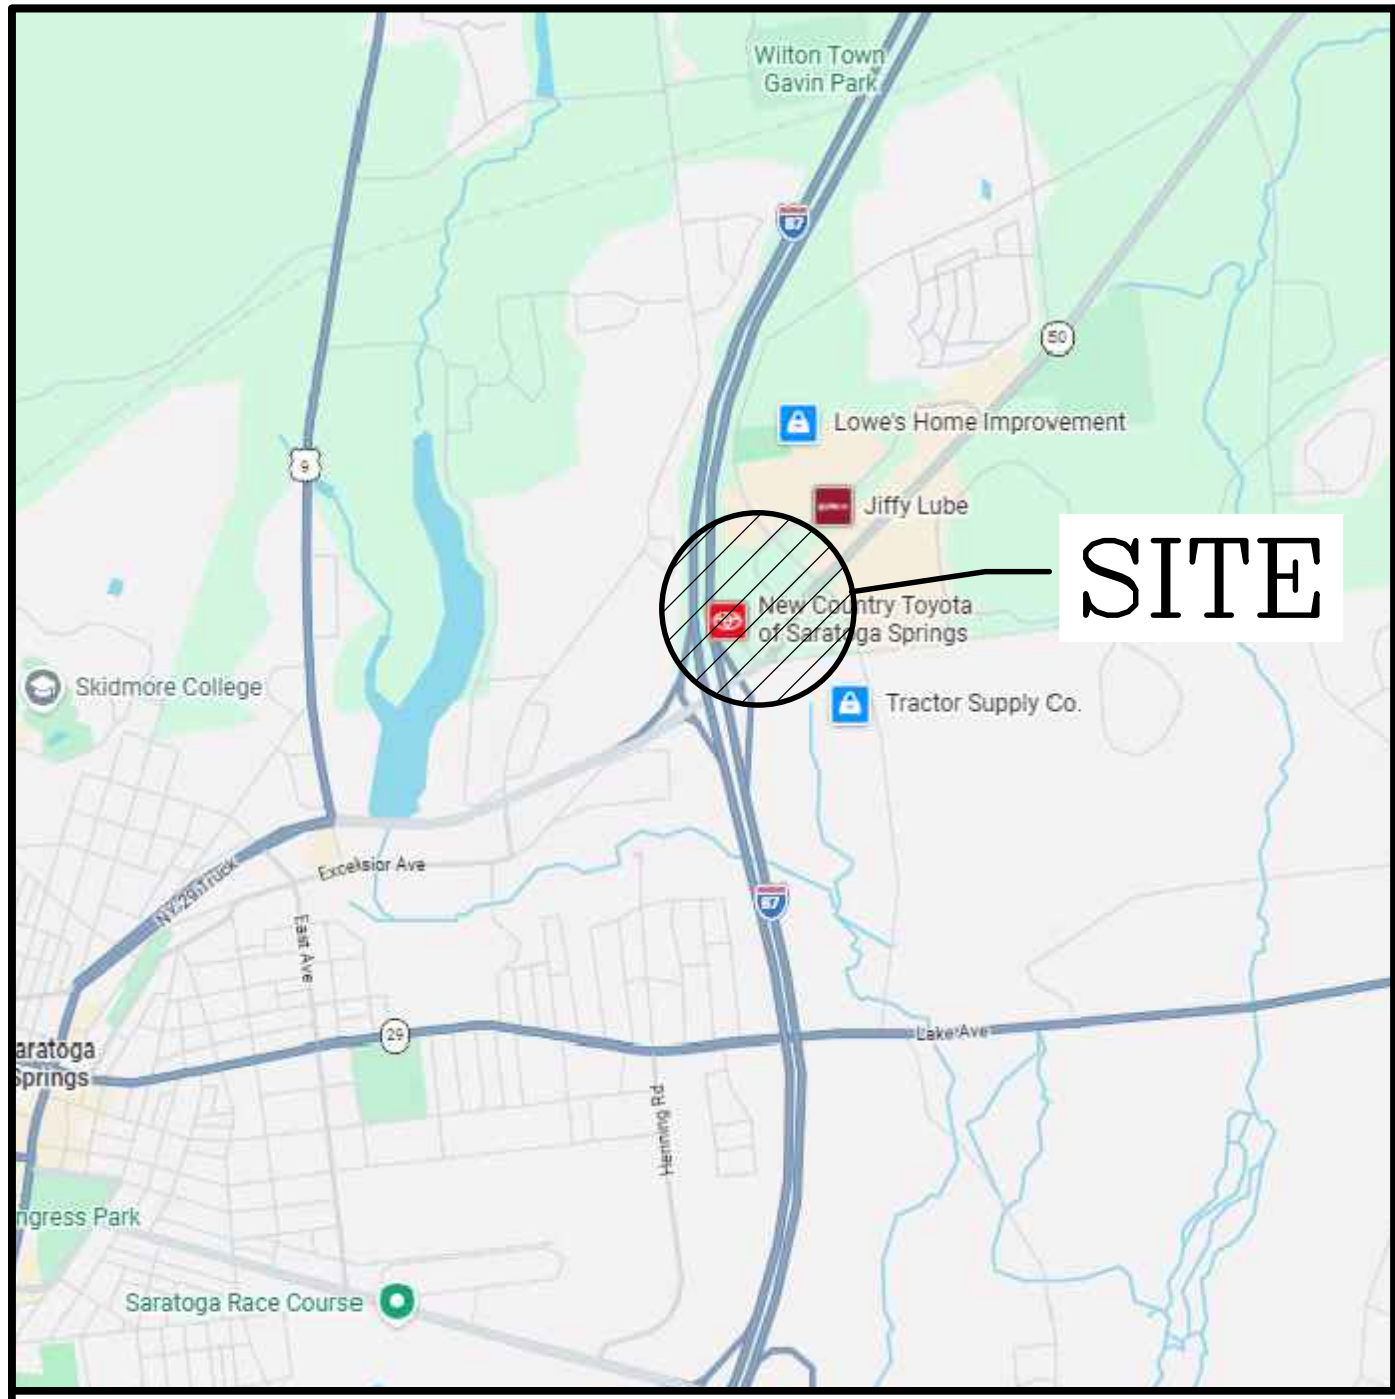 Wilton Town
Gavin Park
87
50
Lowe's Home Improvement
9
Jiffy Lube
SITE
New Country Toyota
of Saratoga Springs
Skidmore College
Tractor Supply Co.
Excelsior Ave
NY-29 Truck
87
East Ave
29
Lake Ave
aratoga
Springs
Henning Rd
ngress Park
Saratoga Race Course